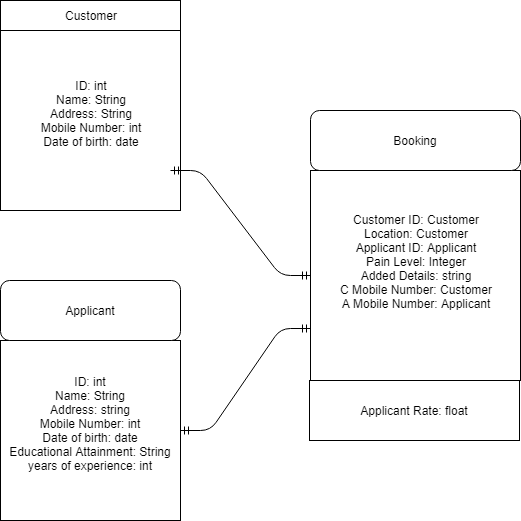 Customer
ID: int
Name: String
Address: String
Mobile Number: int
Date of birth: date
Booking
Customer ID: Customer
Location: Customer
Applicant ID: Applicant
Pain Level: Integer
Added Details: string
C Mobile Number: Customer
A Mobile Number: Applicant
Applicant Rate: float
Applicant
ID: int
Name: String
Address: string
Mobile Number: int
Date of birth: date
Educational Attainment: String
years of experience: int